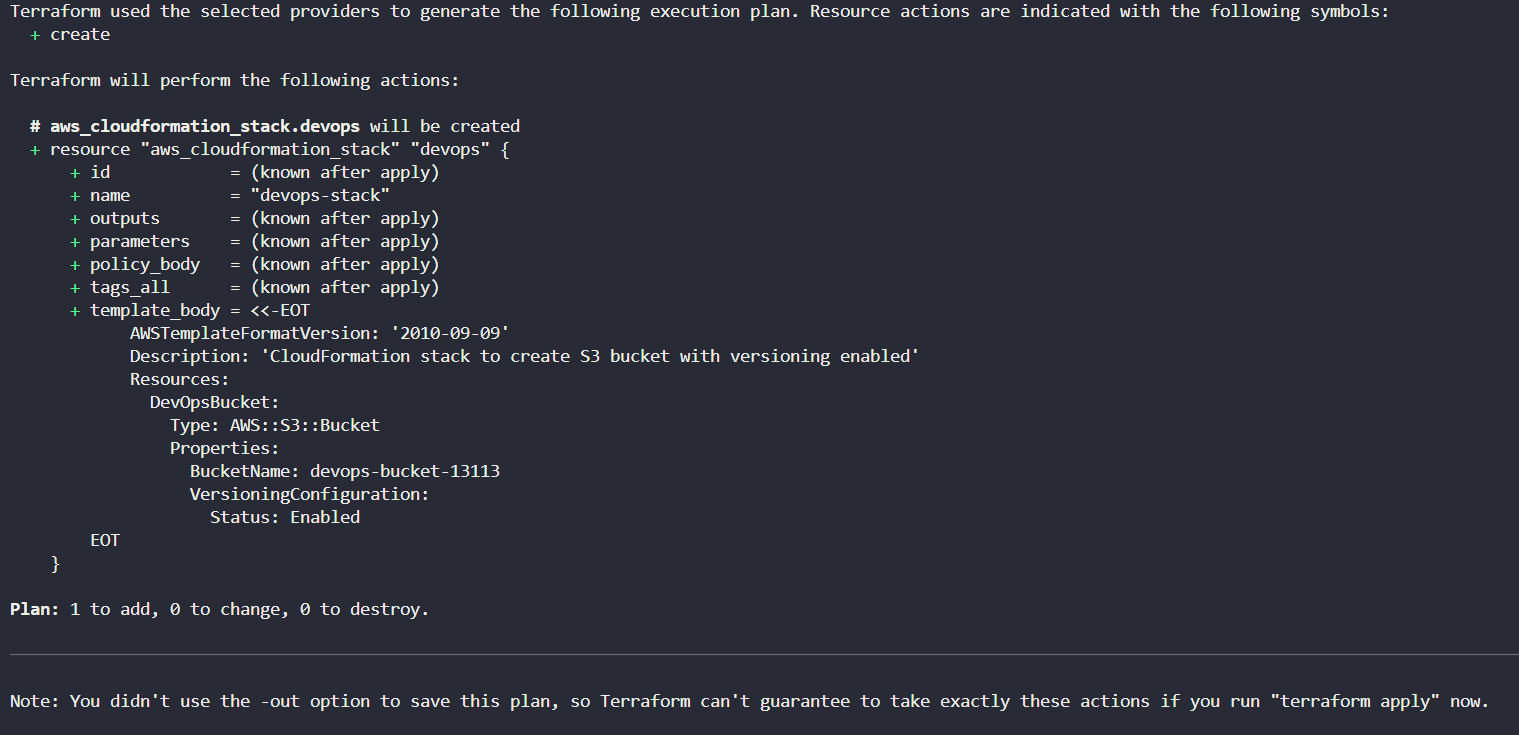 Terraform used the selected providers to generate the following execution plan. Resource actions are indicated with the following symbols:
  + create

Terraform will perform the following actions:

  # aws_cloudformation_stack.devops will be created
  + resource "aws_cloudformation_stack" "devops" {
      + id            = (known after apply)
      + name          = "devops-stack"
      + outputs       = (known after apply)
      + parameters    = (known after apply)
      + policy_body   = (known after apply)
      + tags_all      = (known after apply)
      + template_body = <<-EOT
            AWSTemplateFormatVersion: '2010-09-09'
            Description: 'CloudFormation stack to create S3 bucket with versioning enabled'
            Resources:
              DevOpsBucket:
                Type: AWS::S3::Bucket
                Properties:
                  BucketName: devops-bucket-13113
                  VersioningConfiguration:
                    Status: Enabled
        EOT
    }

Plan: 1 to add, 0 to change, 0 to destroy.

Note: You didn't use the -out option to save this plan, so Terraform can't guarantee to take exactly these actions if you run "terraform apply" now.